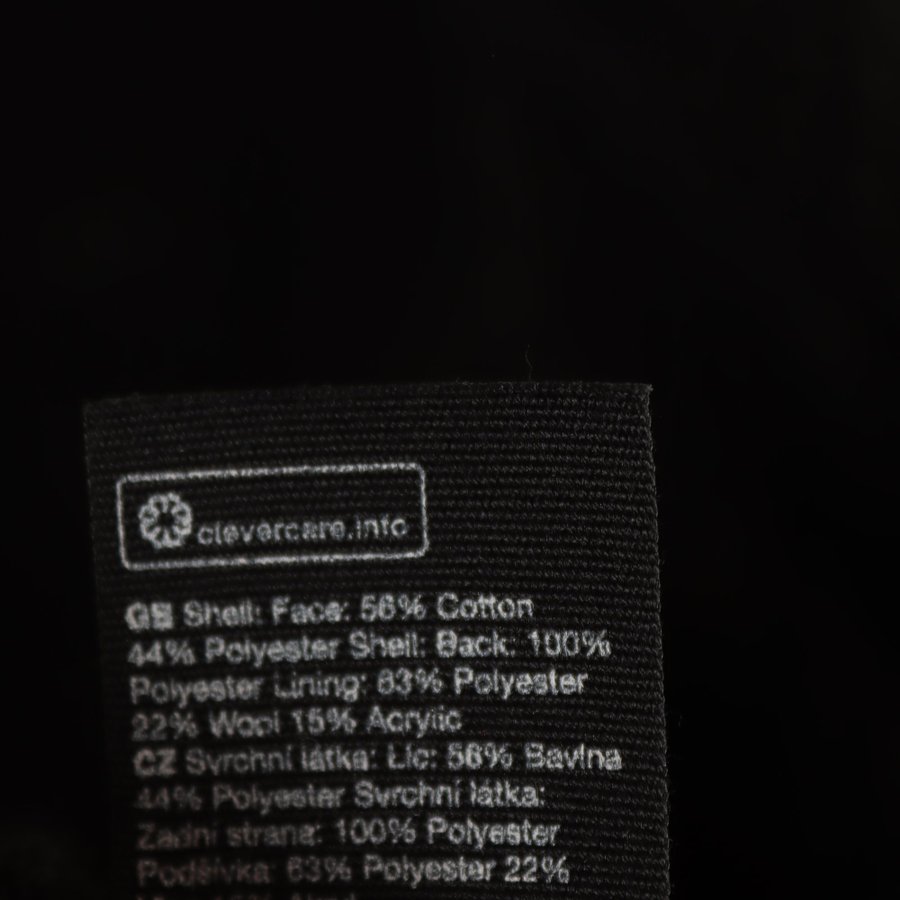 clevercare.info
GB Shell: Face: 56% Cotton
44% Polyester Shell: Back: 100%
Polyester Lining: 63% Polyester
22% Wool 15% Acrylic
CZ Svrchní látka: Líc: 56% Bavlna
44% Polyester Svrchní látka:
Zadní strana: 100% Polyester
Podšívka: 63% Polyester 22%